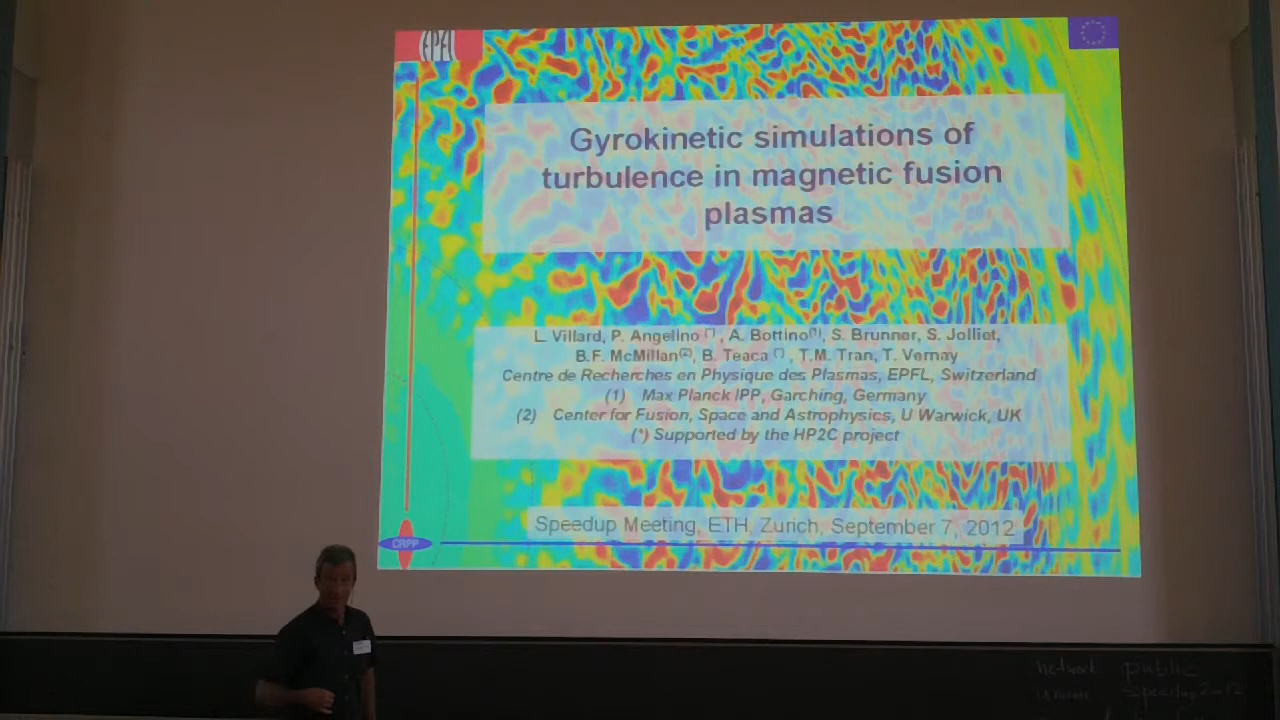 EPFL
Gyrokinetic simulations of
turbulence in magnetic fusion
plasmas
L. Villard, P. Angelino (*), A. Bottino(1), S. Brunner, S. Jolliet,
B.F. McMillan(2), B. Teaca (*), T.M. Tran, T. Vernay
Centre de Recherches en Physique des Plasmas, EPFL, Switzerland
(1) Max Planck IPP, Garching, Germany
(2) Center for Fusion, Space and Astrophysics, U Warwick, UK
(*) Supported by the HP2C project
Speedup Meeting, ETH, Zurich, September 7, 2012
CRPP
network public
speedup2012